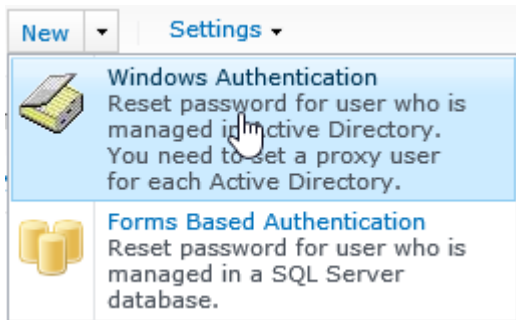 New Settings
Windows Authentication
Reset password for user who is
managed in Active Directory.
You need to set a proxy user
for each Active Directory.
Forms Based Authentication
Reset password for user who is
managed in a SQL Server
database.